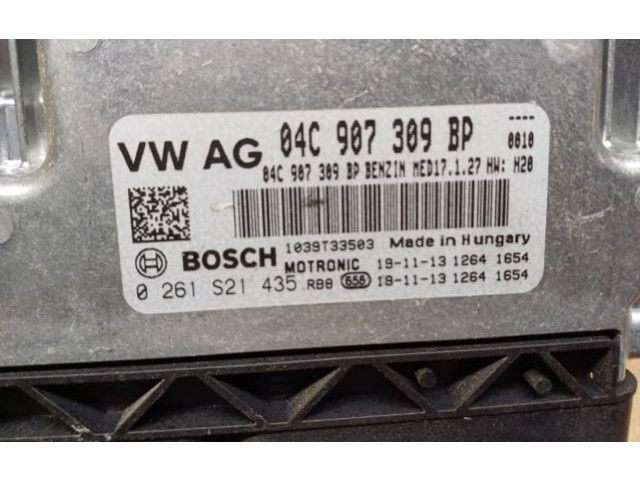 VW AG 04C 907 309 BP ----
0010
04C 907 309 BP BENZIN MED17.1.27 HW: H20
1039T33503 Made in Hungary
BOSCH MOTRONIC 19-11-13 1264 1654
0 261 S21 435 RB8 658 19-11-13 1264 1654